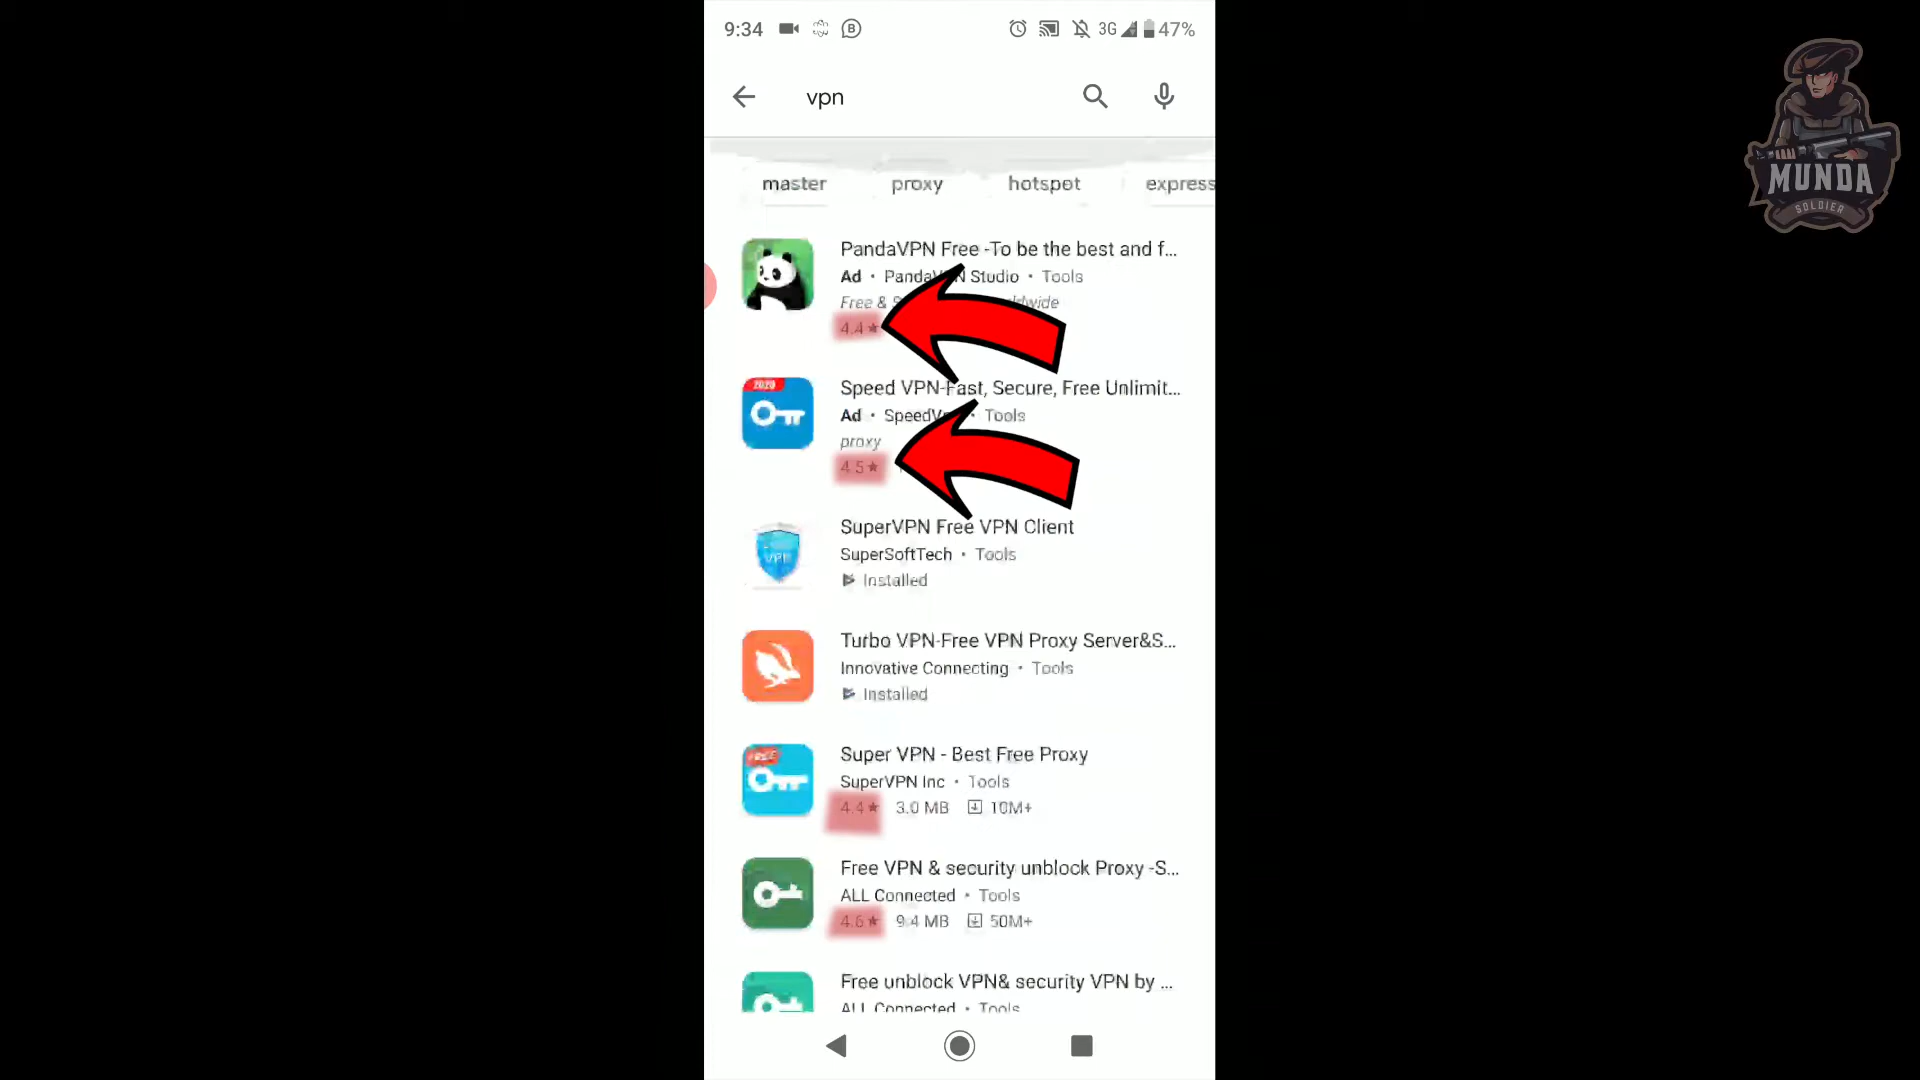 9:34
3G 47%
vpn
master proxy hotspot express
PandaVPN Free -To be the best and f...
Ad • PandaVPN Studio • Tools
Free &
4.4★
2020
Speed VPN-Fast, Secure, Free Unlimit...
Ad • SpeedV • Tools
proxy
4.5★
VPN
SuperVPN Free VPN Client
SuperSoftTech • Tools
Installed
Turbo VPN-Free VPN Proxy Server&S...
Innovative Connecting • Tools
Installed
FREE
Super VPN - Best Free Proxy
SuperVPN Inc • Tools
4.4★ 3.0 MB 10M+
Free VPN & security unblock Proxy -S...
ALL Connected • Tools
4.6★ 9.4 MB 50M+
Free unblock VPN& security VPN by ...
ALL Connected • Tools
MUNDA
SOLDIER